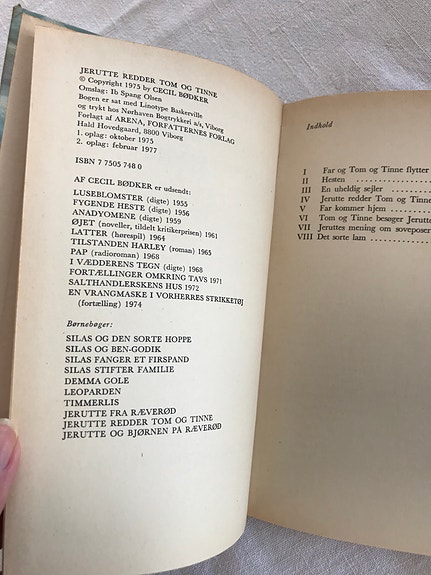 JERUTTE REDDER TOM OG TINNE
© Copyright 1975 by CECIL BØDKER
Omslag: Ib Spang Olsen
Bogen er sat med Linotype Baskerville
og trykt hos Nørhaven Bogtrykkeri a/s, Viborg
Forlagt af ARENA, FORFATTERNES FORLAG
Hald Hovedgaard, 8800 Viborg
1. oplag: oktober 1975
2. oplag: februar 1977
ISBN 7 7505 748 0
AF CECIL BØDKER er udsendt:
LUSEBLOMSTER (digte) 1955
FYGENDE HESTE (digte) 1956
ANADYOMENE (digte) 1959
ØJET (noveller, tildelt kritikerprisen) 1961
LATTER (hørespil) 1964
TILSTANDEN HARLEY (roman) 1965
PAP (radioroman) 1968
I VÆDDERENS TEGN (digte) 1968
FORTÆLLINGER OMKRING TAVS 1971
SALTHANDLERSKENS HUS 1972
EN VRANGMASKE I VORHERRES STRIKKETØJ
(fortælling) 1974
Børnebøger:
SILAS OG DEN SORTE HOPPE
SILAS OG BEN-GODIK
SILAS FANGER ET FIRSPAND
SILAS STIFTER FAMILIE
DEMMA GOLE
LEOPARDEN
TIMMERLIS
JERUTTE FRA RÆVERØD
JERUTTE REDDER TOM OG TINNE
JERUTTE OG BJØRNEN PÅ RÆVERØD
Indhold
I Far og Tom og Tinne flytter
II Hesten
III En uheldig sejler
IV Jerutte redder Tom og Tinne
V Far kommer hjem
VI Tom og Tinne besøger Jerutte
VII Jeruttes mening om soveposer
VIII Det sorte lam